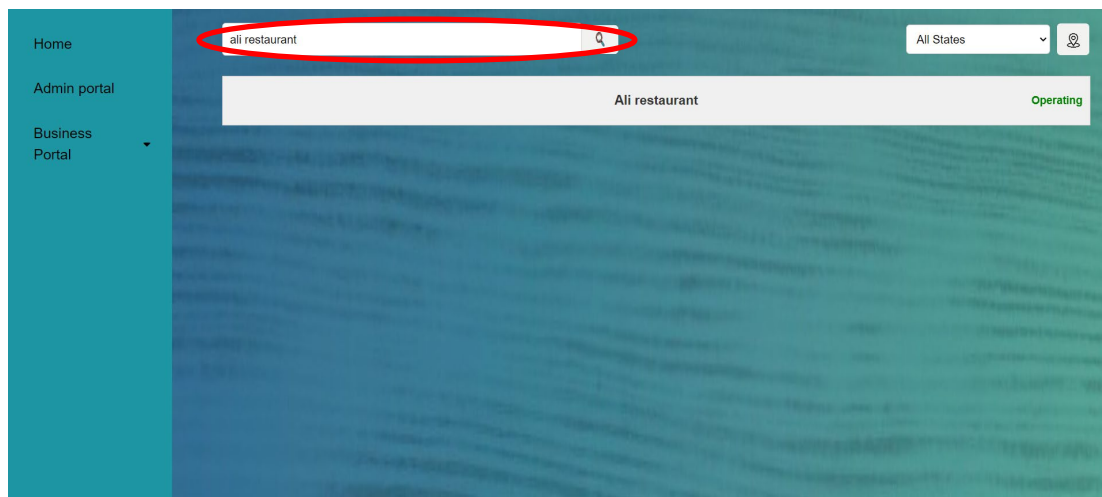 Home
Admin portal
Business
Portal
ali restaurant
All States
Ali restaurant
Operating